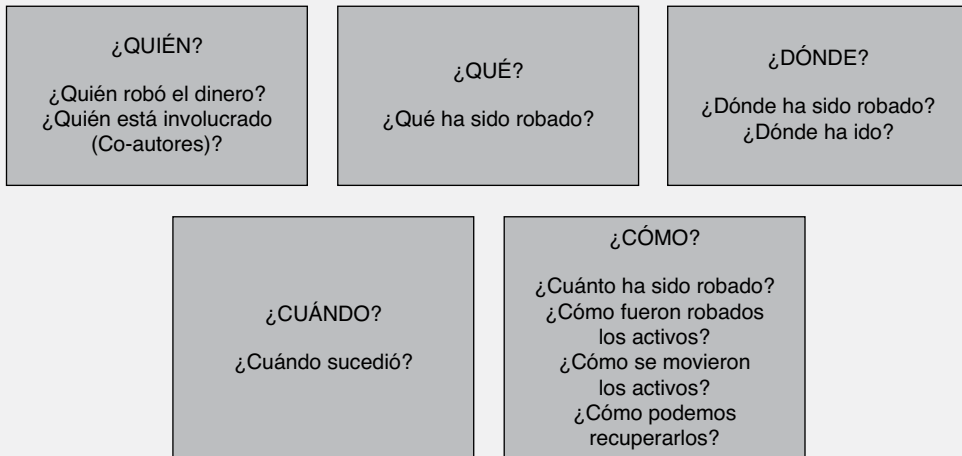 ¿QUIÉN?
¿Quién robó el dinero?
¿Quién está involucrado
(Co-autores)?
¿QUÉ?
¿Qué ha sido robado?
¿DÓNDE?
¿Dónde ha sido robado?
¿Dónde ha ido?
¿CUÁNDO?
¿Cuándo sucedió?
¿CÓMO?
¿Cuánto ha sido robado?
¿Cómo fueron robados
los activos?
¿Cómo se movieron
los activos?
¿Cómo podemos
recuperarlos?